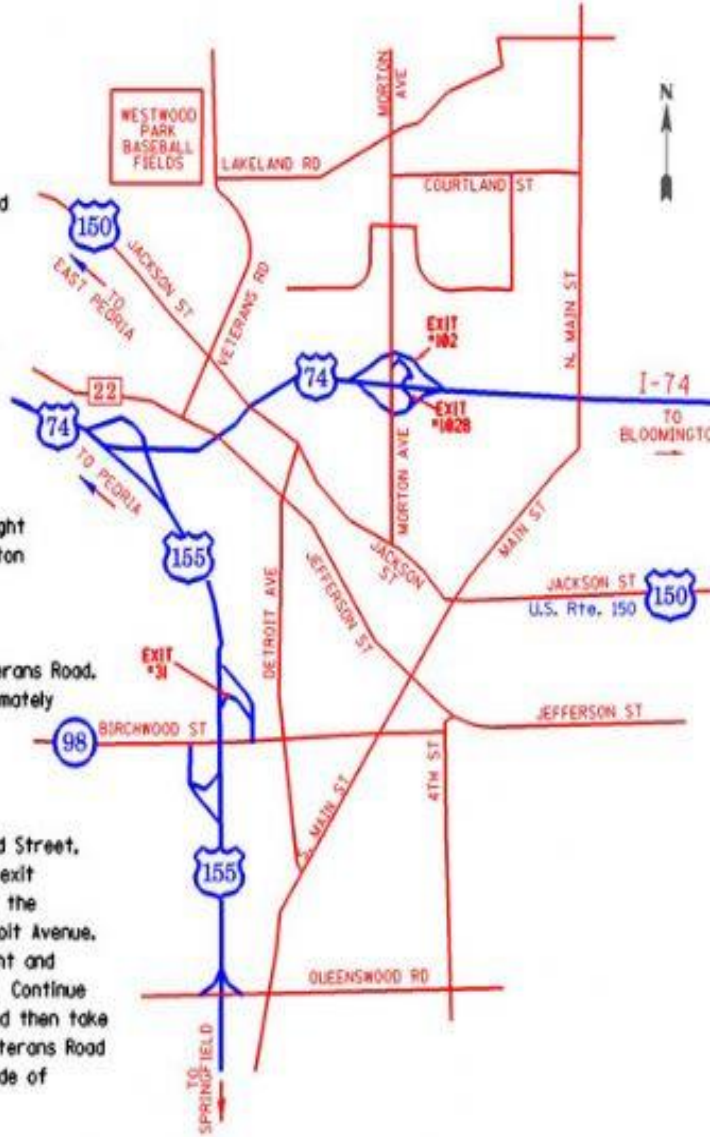 WESTWOOD
PARK
BASEBALL
FIELDS
MORTON
AVE
N
LAKELAND RD
COURTLAND ST
150
JACKSON ST
TO
EAST PEORIA
VETERANS RD
N. MAIN ST
EXIT
74
I-74
TO
22
EXIT
74
TO PEORIA
MORTON AVE
MAIN ST
ght
ton
155
JACKSON
ST
JACKSON ST
150
U.S. Rte. 150
DETROIT AVE
JEFFERSON ST
EXIT
erans Road.
mately
98
BIRCHWOOD ST
JEFFERSON ST
4TH ST
MAIN ST
d Street.
exit
the
oit Avenue.
nt and
Continue
d then take
terans Road
de of
155
QUEENSWOOD RD
TO
SPRINGFIELD